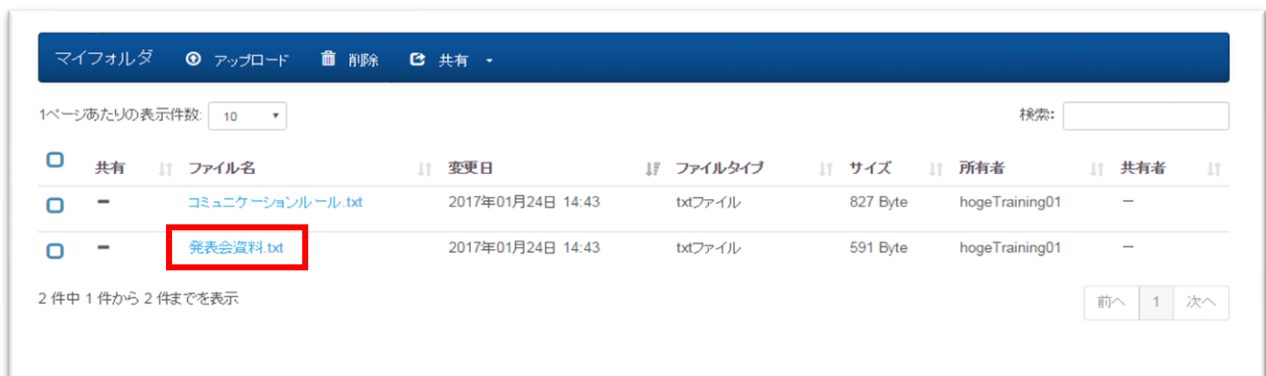 マイフォルダ アップロード 削除 共有
1ページあたりの表示件数: 10 検索:
共有 ファイル名 変更日 ファイルタイプ サイズ 所有者 共有者
コミュニケーションルール.txt 2017年01月24日 14:43 txtファイル 827 Byte hogeTraining01 ー
発表会資料.txt 2017年01月24日 14:43 txtファイル 591 Byte hogeTraining01 ー
2 件中 1 件から 2 件までを表示 前へ 1 次へ